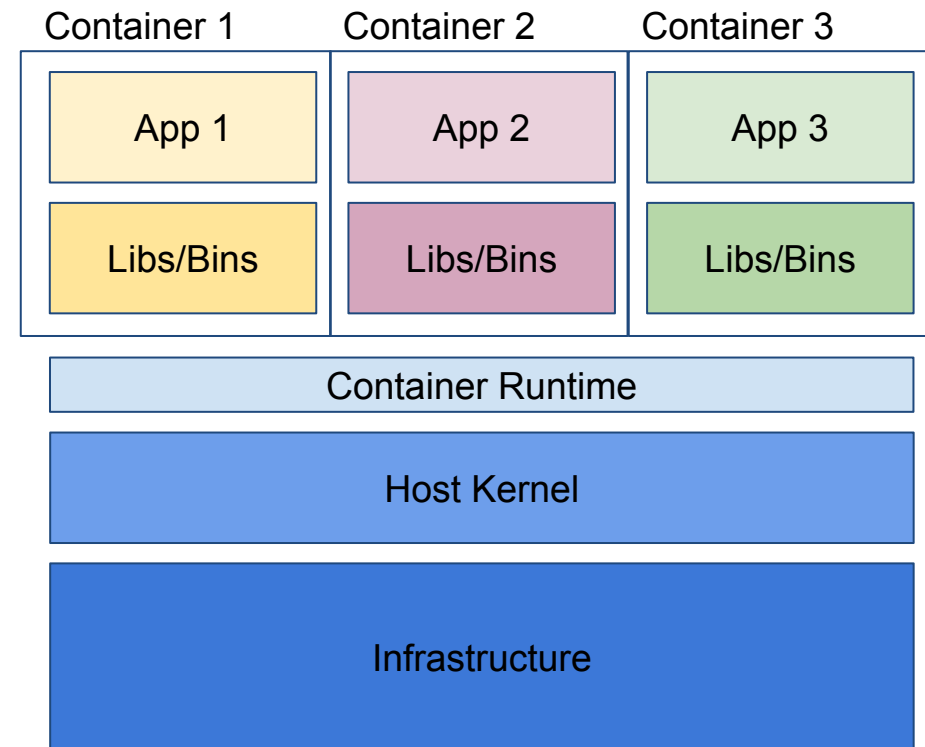 Container 1
Container 2
Container 3
App 1
App 2
App 3
Libs/Bins
Libs/Bins
Libs/Bins
Container Runtime
Host Kernel
Infrastructure